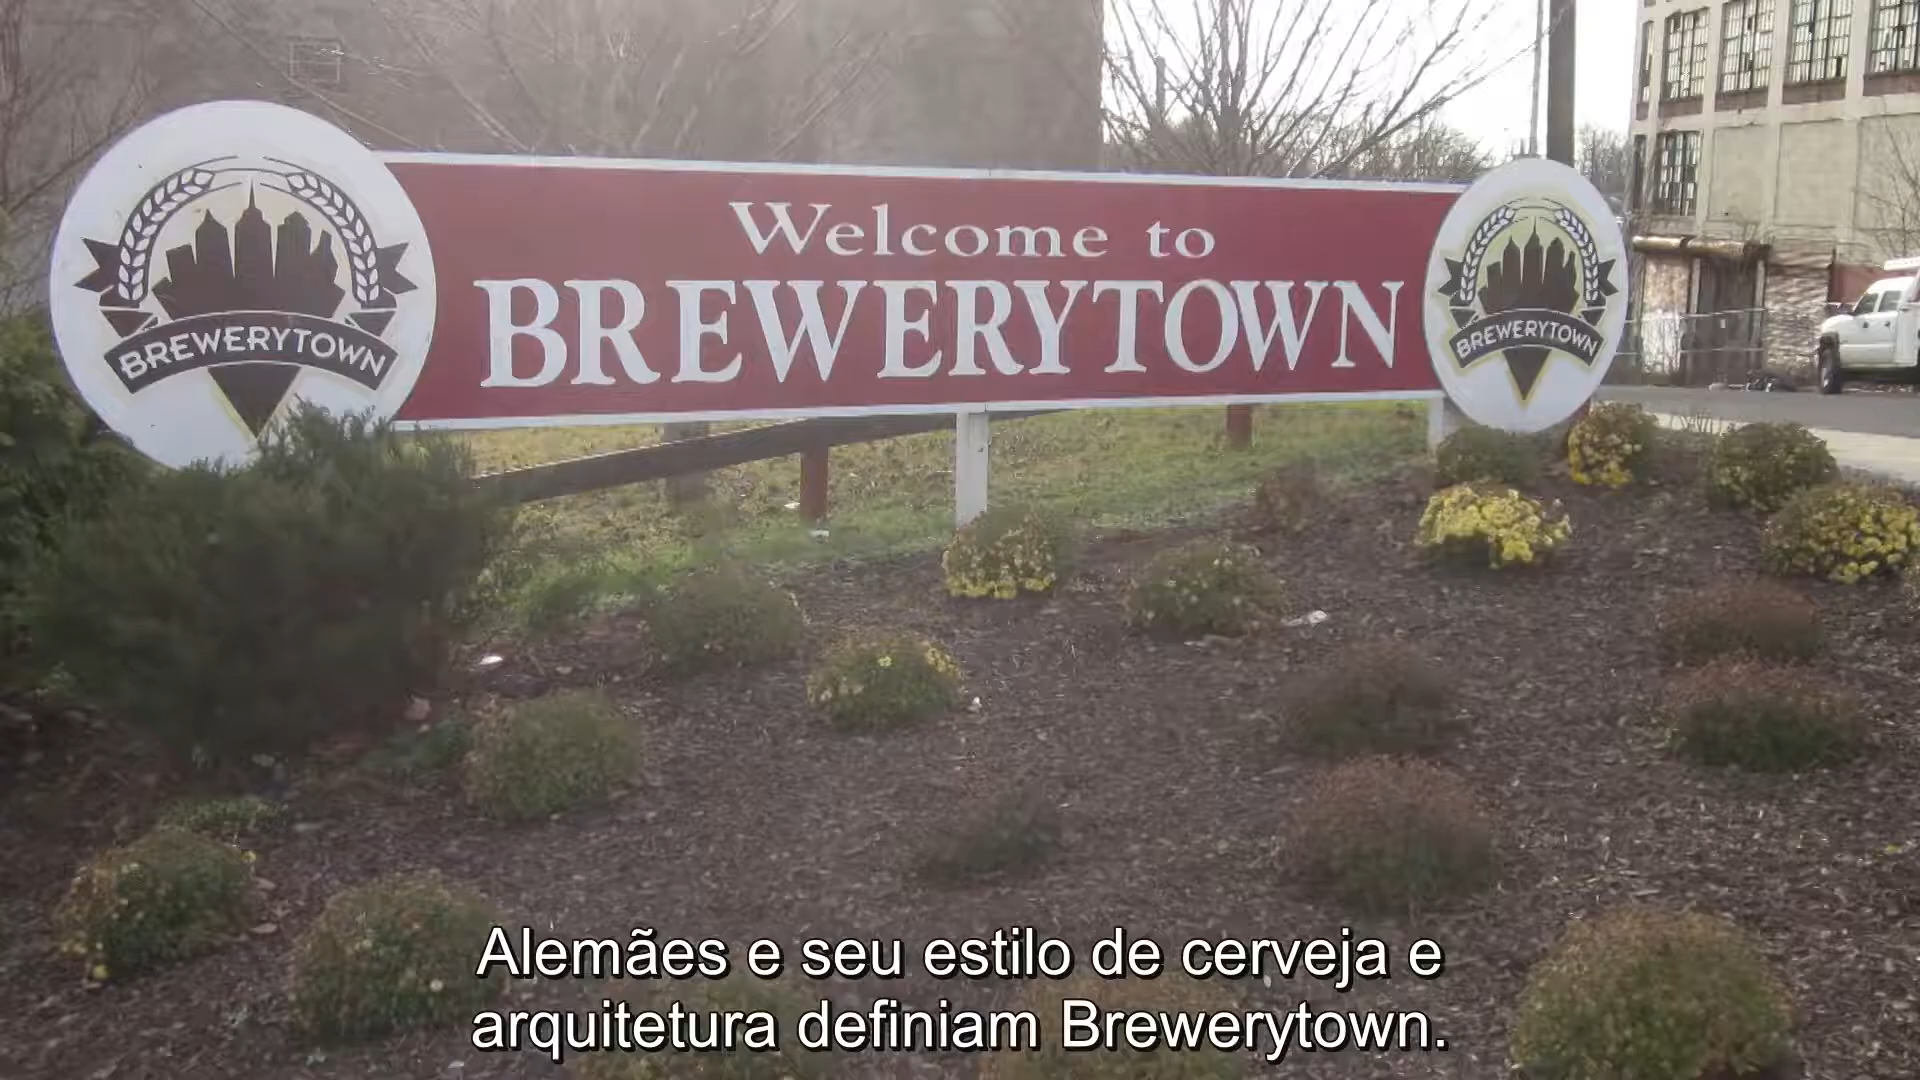 Welcome to
BREWERYTOWN
BREWERYTOWN
BREWERYTOWN
Alemães e seu estilo de cerveja e
arquitetura definiam Brewerytown.